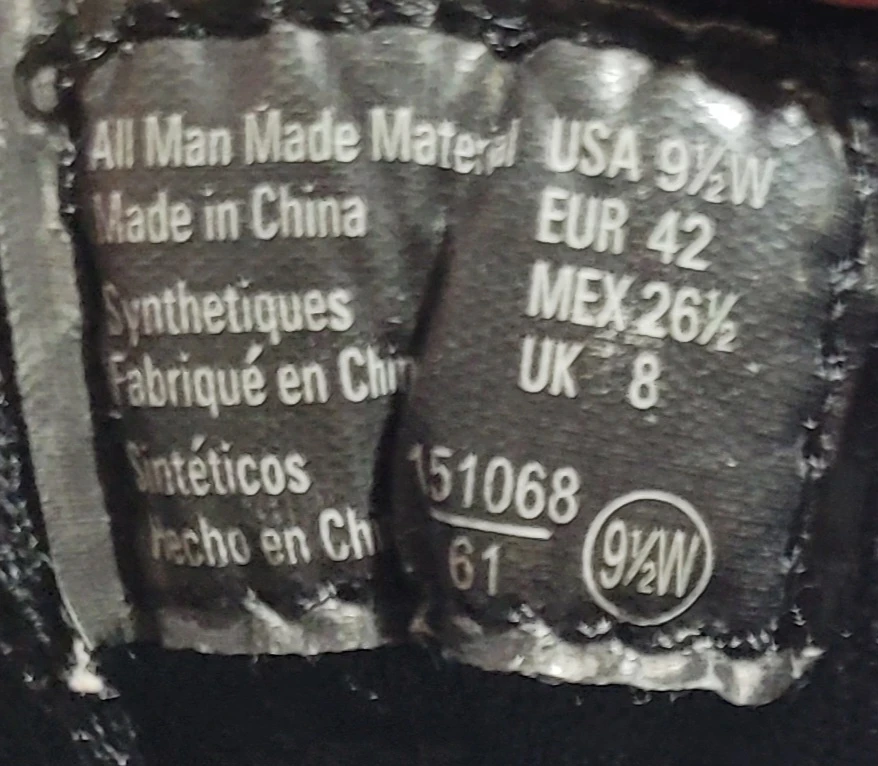 All Man Made Material
Made in China
Synthetiques
Fabriqué en Chin
Sintéticos
Hecho en Chi
USA 9½W
EUR 42
MEX 26½
UK 8
151068
61
9½W